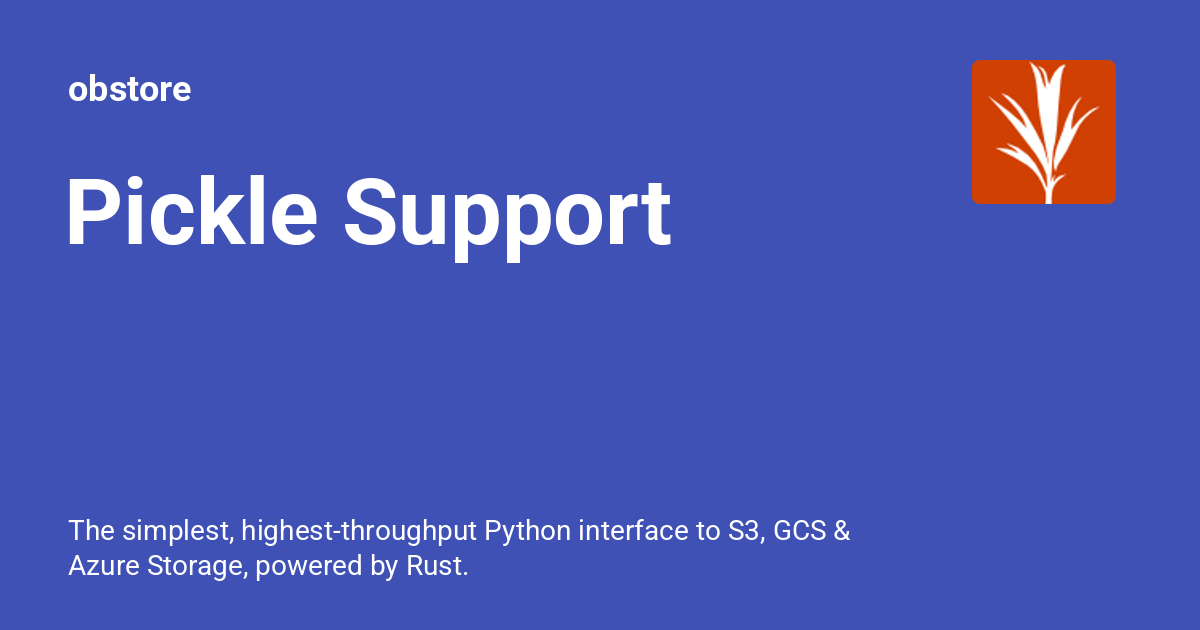 obstore
Pickle Support
The simplest, highest-throughput Python interface to S3, GCS &
Azure Storage, powered by Rust.